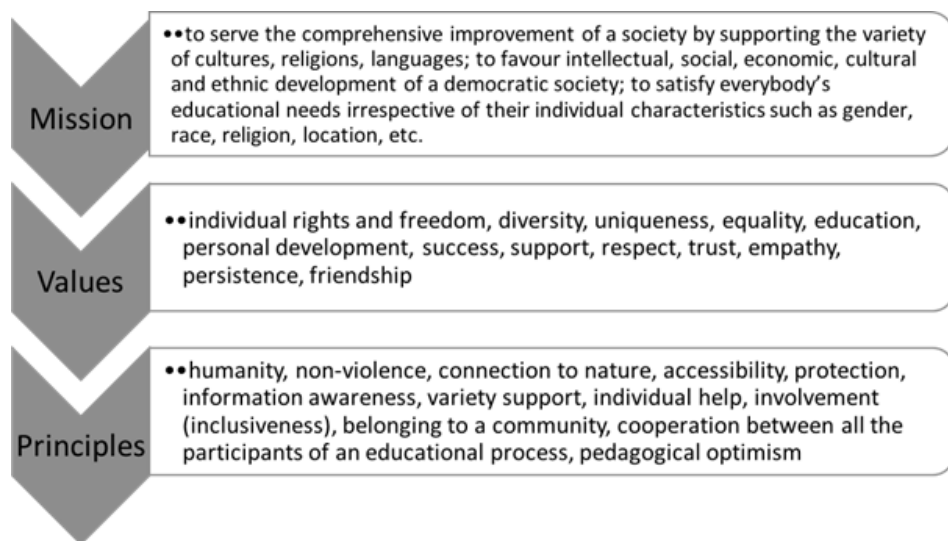 Mission
••to serve the comprehensive improvement of a society by supporting the variety
of cultures, religions, languages; to favour intellectual, social, economic, cultural
and ethnic development of a democratic society; to satisfy everybody's
educational needs irrespective of their individual characteristics such as gender,
race, religion, location, etc.
Values
••individual rights and freedom, diversity, uniqueness, equality, education,
personal development, success, support, respect, trust, empathy,
persistence, friendship
Principles
••humanity, non-violence, connection to nature, accessibility, protection,
information awareness, variety support, individual help, involvement
(inclusiveness), belonging to a community, cooperation between all the
participants of an educational process, pedagogical optimism